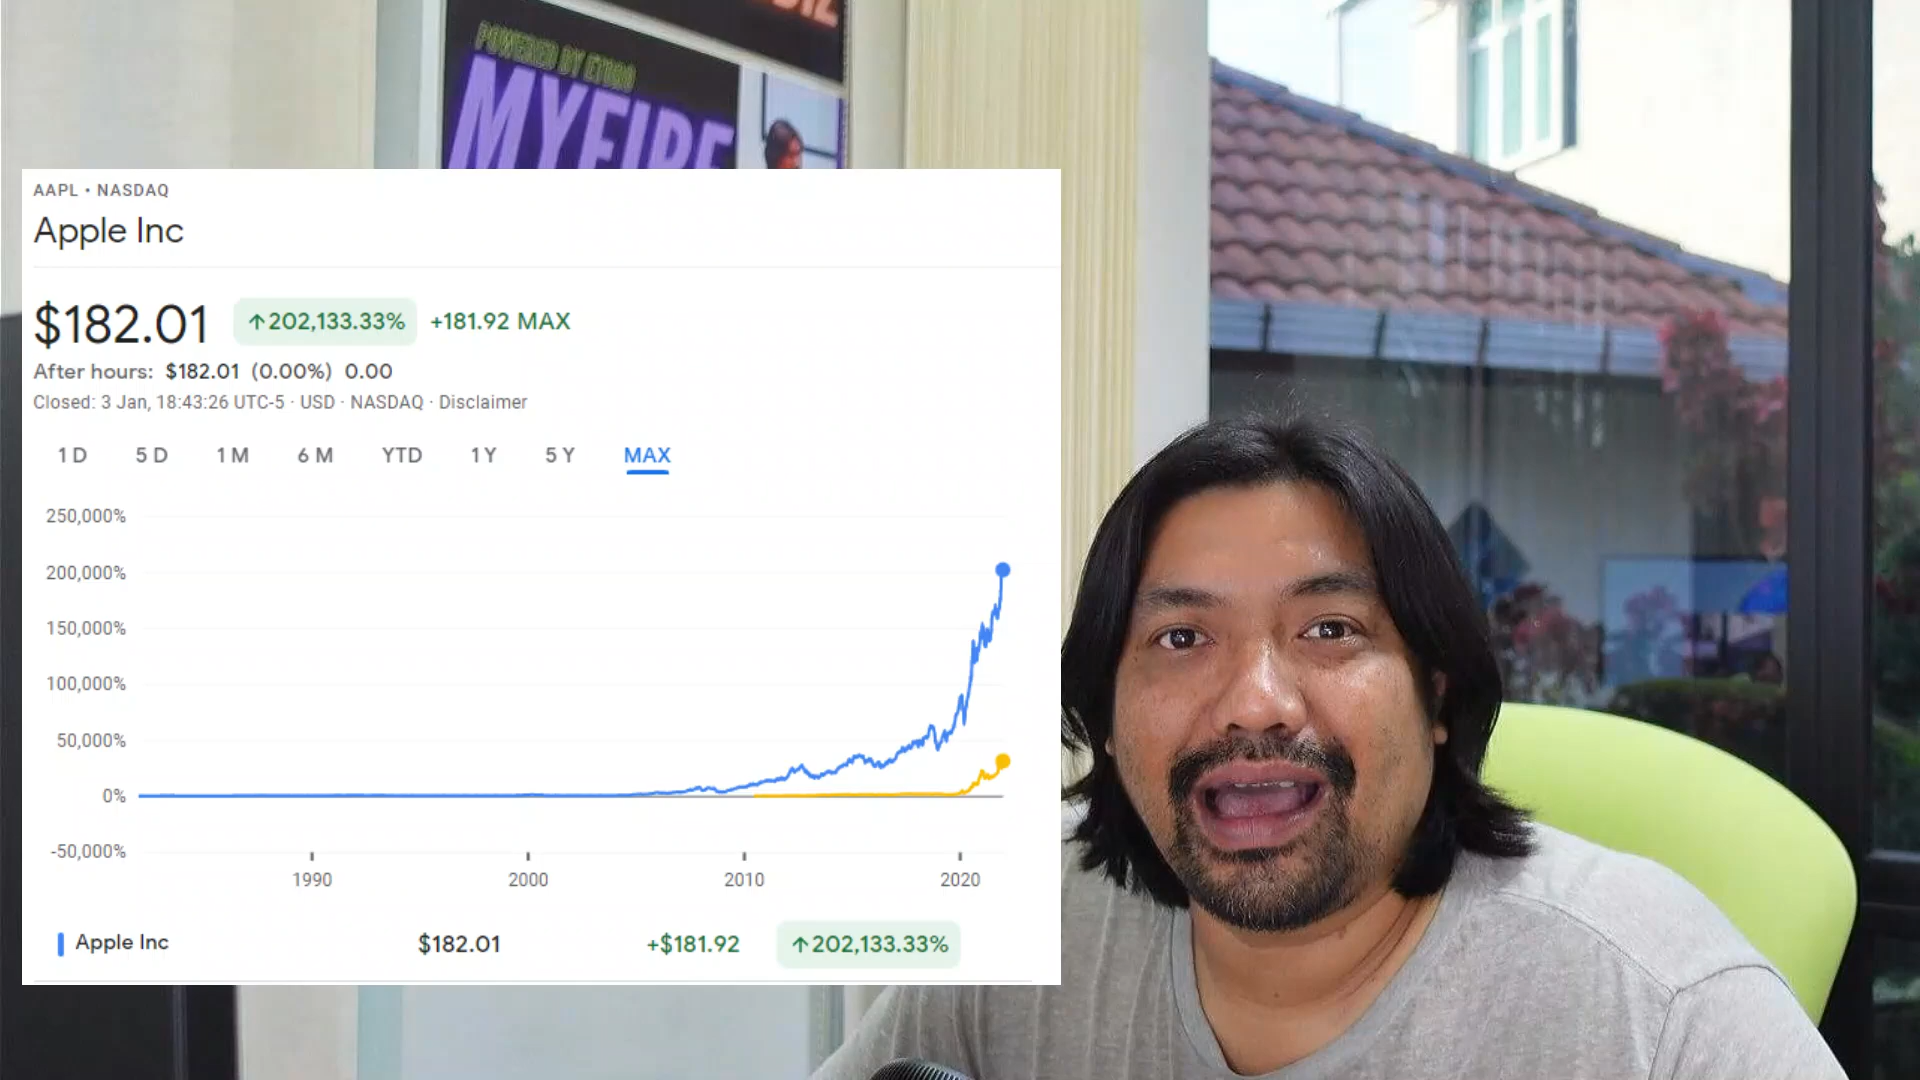 POWERED BY ETORO
MYFIRE
AAPL • NASDAQ
Apple Inc
$182.01 ↑202,133.33% +181.92 MAX
After hours: $182.01 (0.00%) 0.00
Closed: 3 Jan, 18:43:26 UTC-5 · USD · NASDAQ · Disclaimer
1D 5D 1M 6M YTD 1Y 5Y MAX
250,000%
200,000%
150,000%
100,000%
50,000%
0%
-50,000%
1990 2000 2010 2020
Apple Inc $182.01 +$181.92 ↑202,133.33%